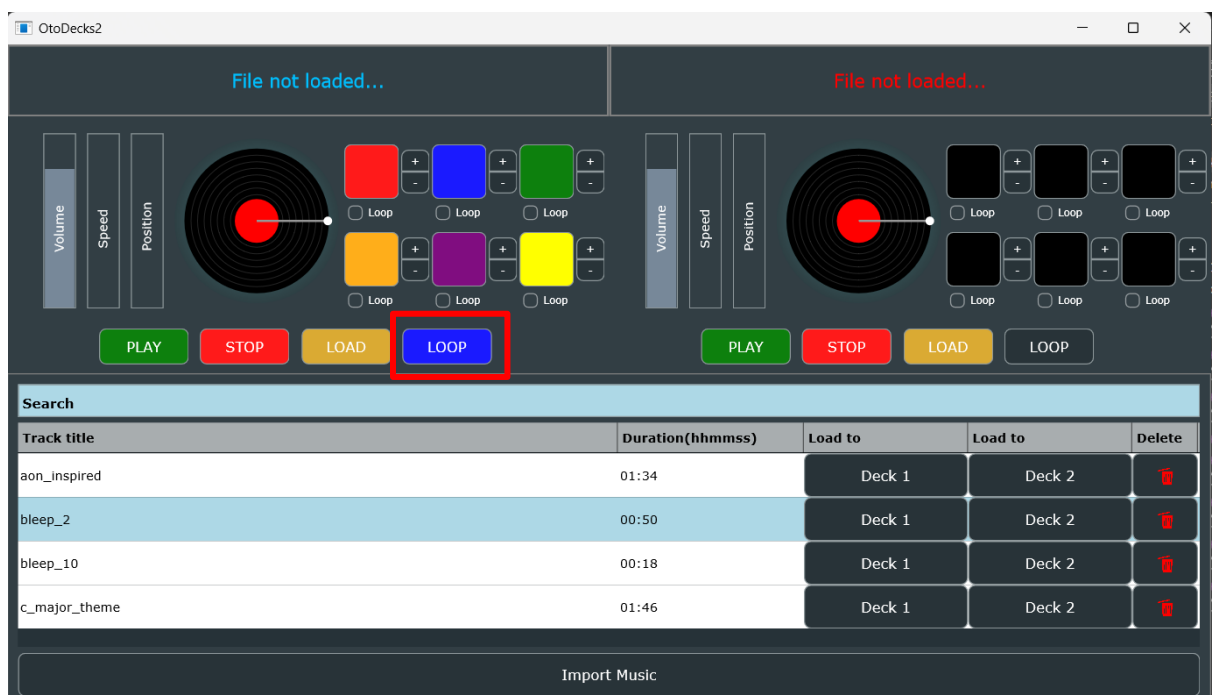 OtoDecks2
File not loaded... File not loaded...
Volume Speed Position + + + Volume Speed Position + + +
- - - - - -
Loop Loop Loop Loop Loop Loop
+ + + + + +
- - - - - -
Loop Loop Loop Loop Loop Loop
PLAY STOP LOAD LOOP PLAY STOP LOAD LOOP
Search
Track title Duration(hhmmss) Load to Load to Delete
aon_inspired 01:34 Deck 1 Deck 2
bleep_2 00:50 Deck 1 Deck 2
bleep_10 00:18 Deck 1 Deck 2
c_major_theme 01:46 Deck 1 Deck 2
Import Music